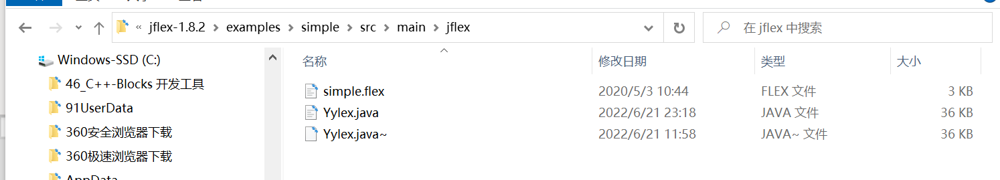 « jflex-1.8.2 > examples > simple > src > main > jflex
在 jflex 中搜索
Windows-SSD (C:)
46_C++-Blocks 开发工具
91UserData
360安全浏览器下载
360极速浏览器下载
AppData
名称 修改日期 类型 大小
simple.flex 2020/5/3 10:44 FLEX 文件 3 KB
Yylex.java 2022/6/21 23:18 JAVA 文件 36 KB
Yylex.java~ 2022/6/21 11:58 JAVA~ 文件 36 KB